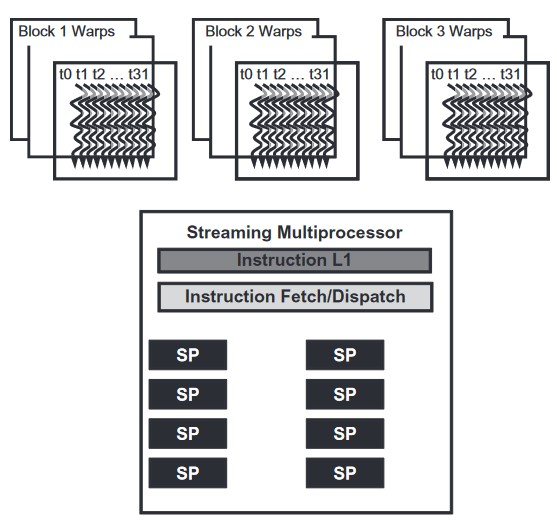 Block 1 Warps
Block 2 Warps
Block 3 Warps
t0 t1 t2 ... t31
t0 t1 t2 ... t31
t0 t1 t2 ... t31
Streaming Multiprocessor
Instruction L1
Instruction Fetch/Dispatch
SP
SP
SP
SP
SP
SP
SP
SP